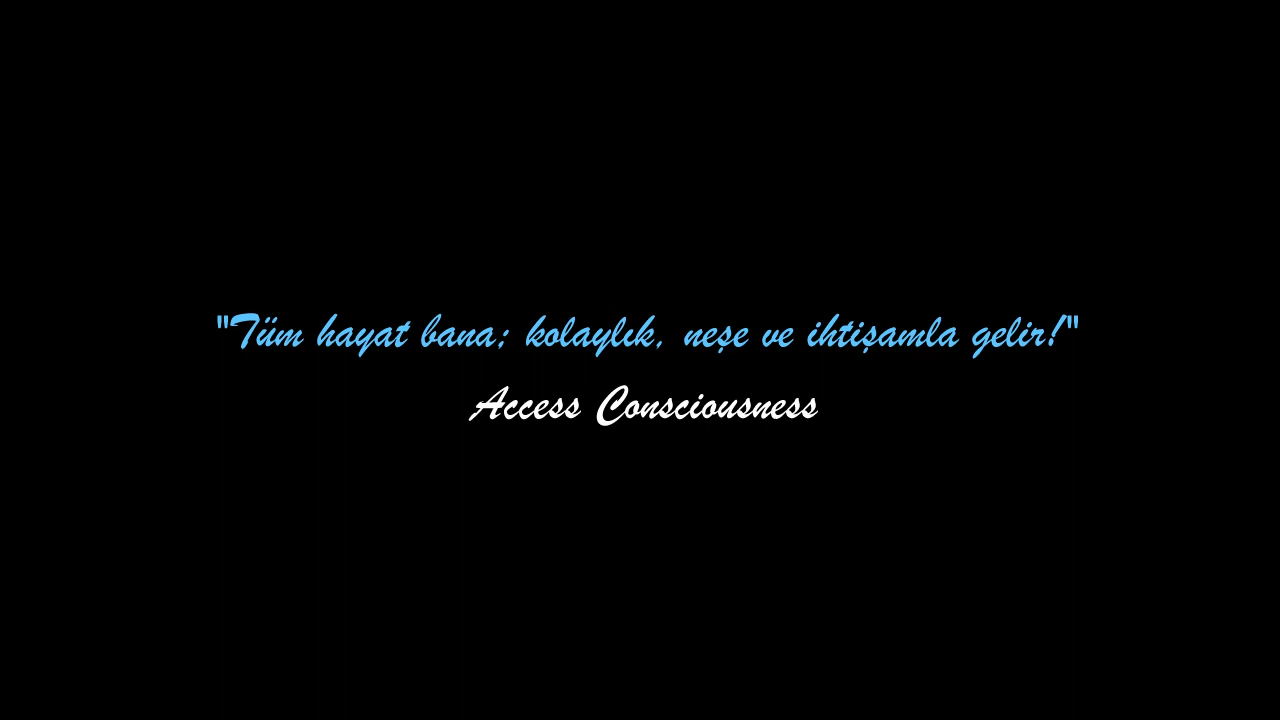 "Tüm hayat bana; kolaylık, neşe ve ihtişamla gelir!"
Access Consciousness